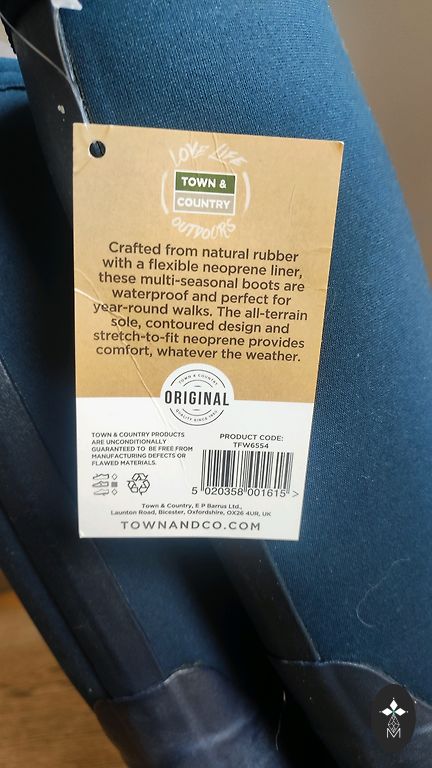 LOVE LIFE
TOWN &
COUNTRY
OUTDOORS
Crafted from natural rubber
with a flexible neoprene liner,
these multi-seasonal boots are
waterproof and perfect for
year-round walks. The all-terrain
sole, contoured design and
stretch-to-fit neoprene provides
comfort, whatever the weather.
TOWN & COUNTRY
ORIGINAL
TOWN & COUNTRY PRODUCTS
ARE UNCONDITIONALLY
GUARANTEED TO BE FREE FROM
MANUFACTURING DEFECTS OR
FLAWED MATERIALS.
PRODUCT CODE:
TFW6554
5 020358 001615 >
Town & Country, E P Barrus Ltd.,
Launton Road, Bicester, Oxfordshire, OX26 4UR, UK
TOWNANDCO.COM
M